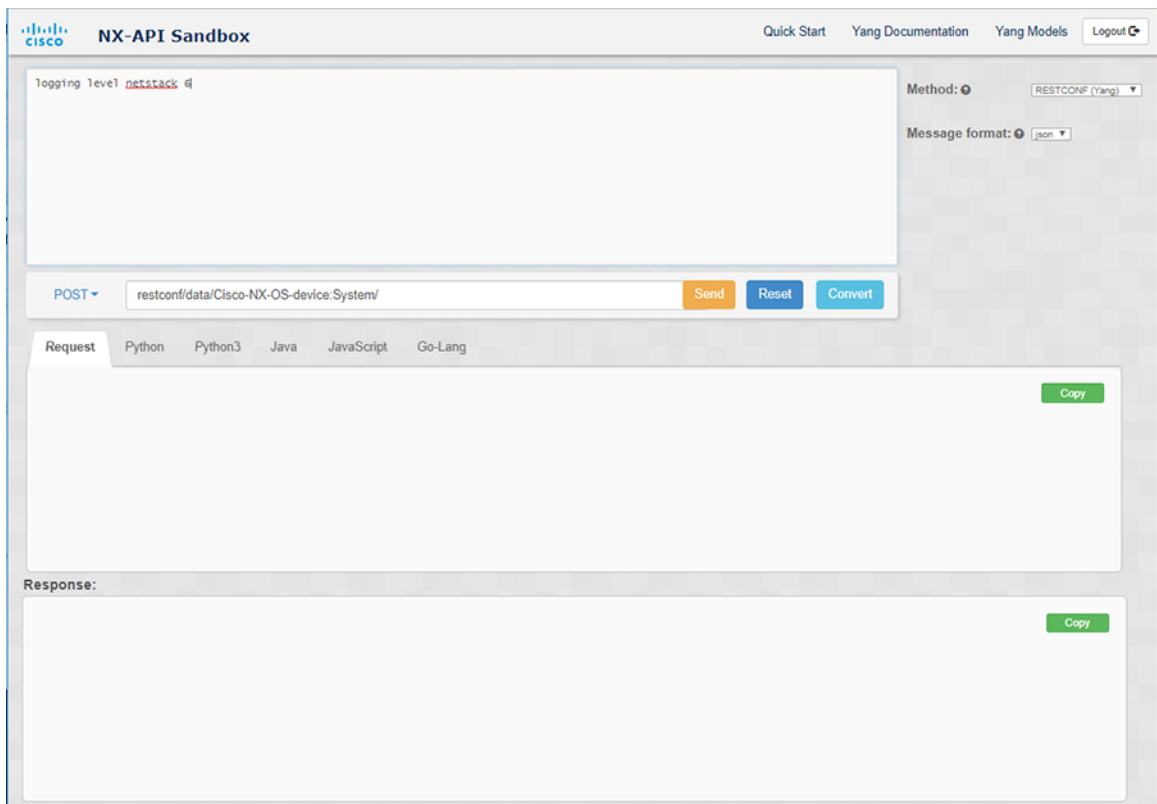 CISCO NX-API Sandbox Quick Start Yang Documentation Yang Models Logout
logging level netstack 6
Method: RESTCONF (Yang)
Message format: json
POST restconf/data/Cisco-NX-OS-device:System/ Send Reset Convert
Request Python Python3 Java JavaScript Go-Lang
Copy
Response:
Copy